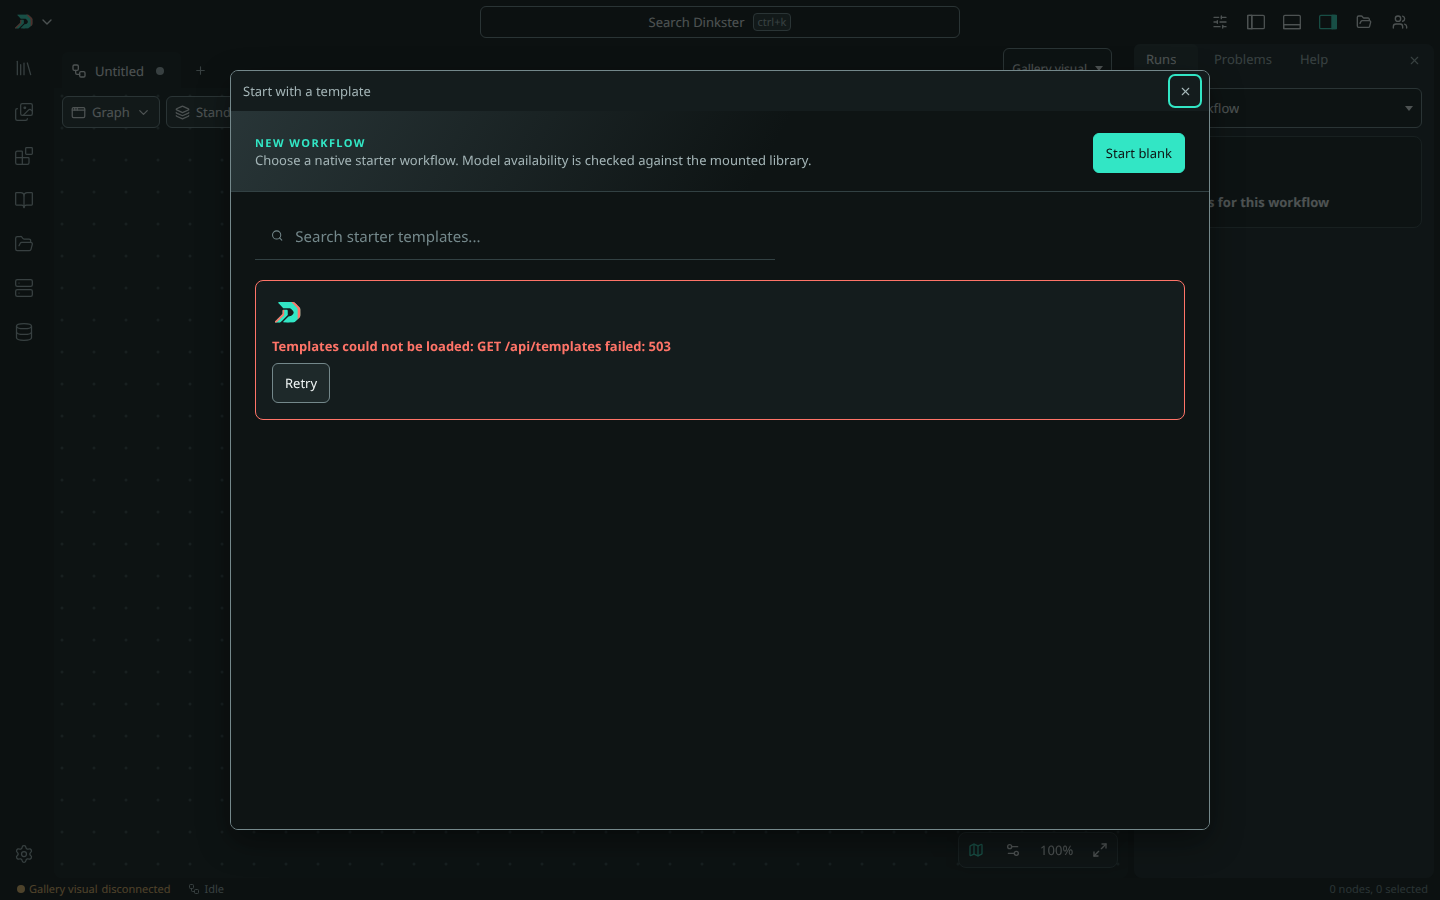 Search Dinkster ctrl+k
Untitled
Gallery visual
Runs Problems Help
Graph
Stand
Start with a template
NEW WORKFLOW
Choose a native starter workflow. Model availability is checked against the mounted library.
Start blank
Search starter templates...
Templates could not be loaded: GET /api/templates failed: 503
Retry
for this workflow
100%
Gallery visual disconnected
Idle
0 nodes, 0 selected